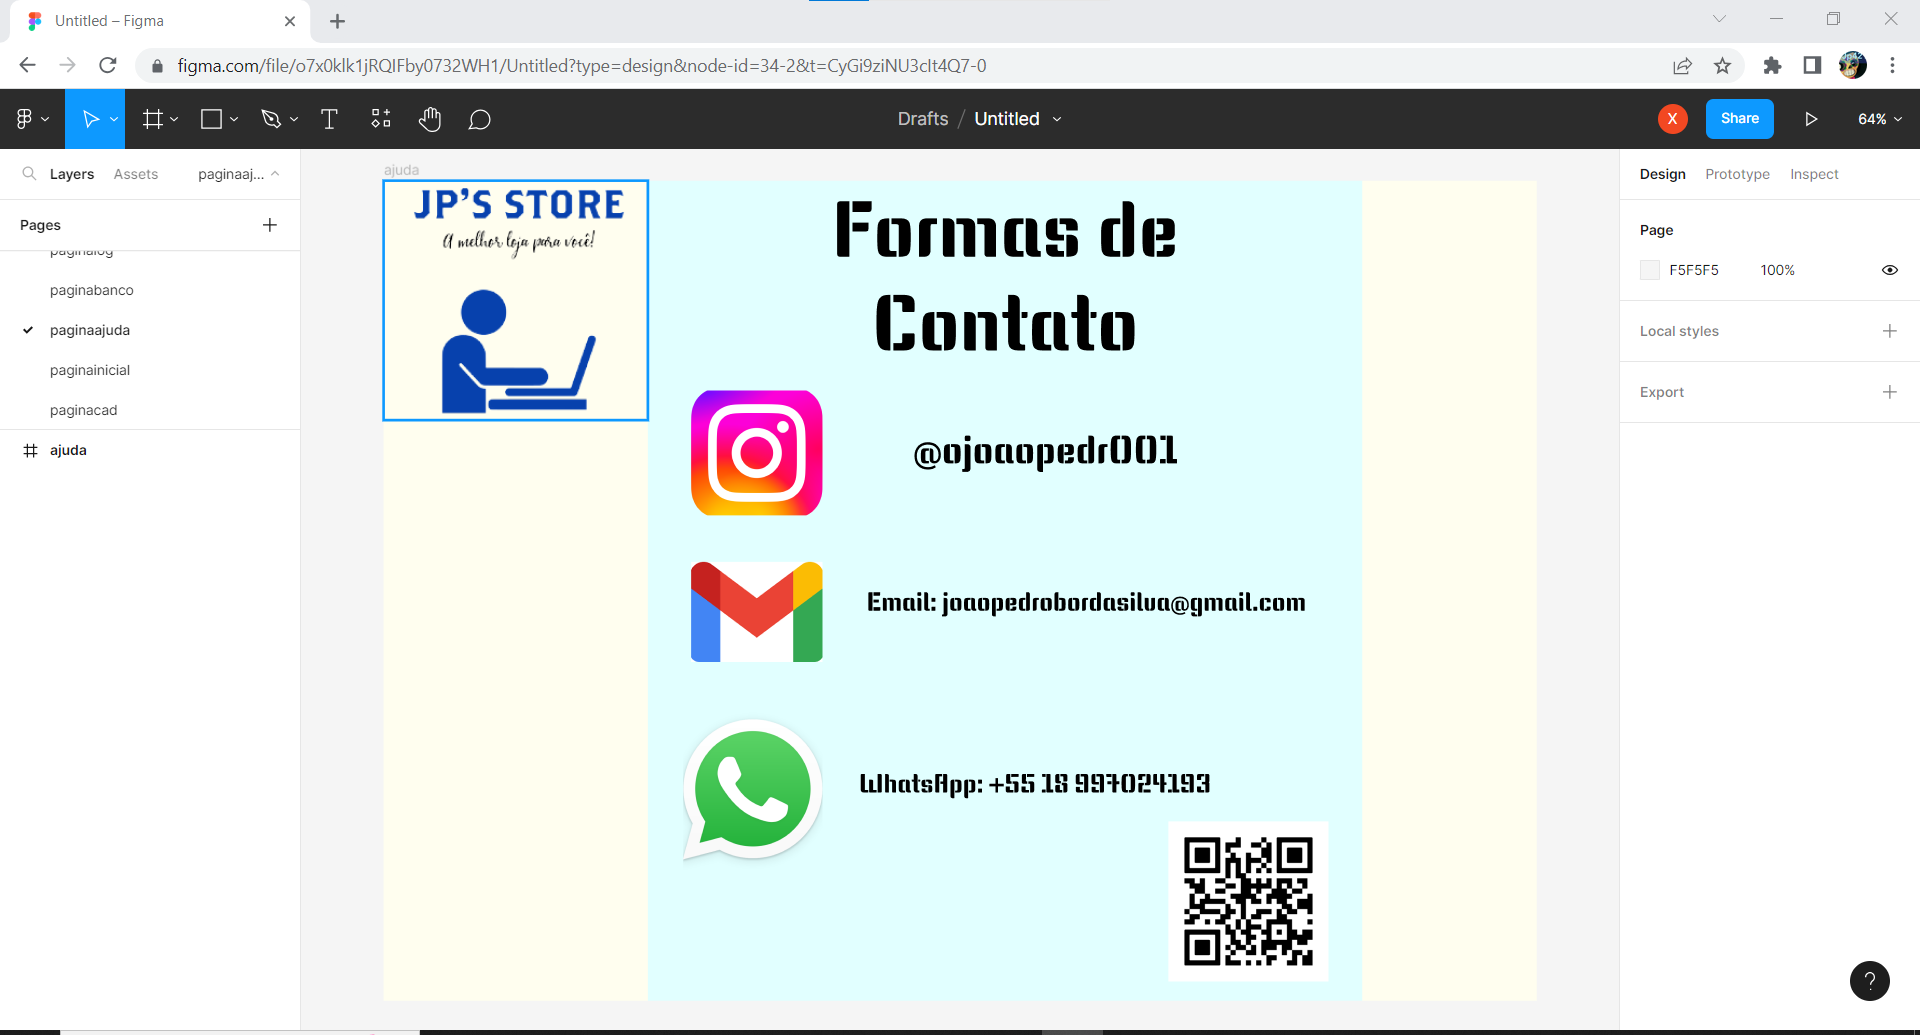 Untitled – Figma
figma.com/file/o7x0klk1jRQIFby0732WH1/Untitled?type=design&node-id=34-2&t=CyGi9ziNU3cIt4Q7-0
Drafts / Untitled
X
Share
64%
Layers
Assets
paginaaj...
Pages
paginalog
paginabanco
paginaajuda
paginainicial
paginacad
ajuda
ajuda
JP'S STORE
A melhor loja para você!
Formas de
Contato
@ojoaopedr001
Email: joaopedrobordasilva@gmail.com
WhatsApp: +55 18 997024193
Design
Prototype
Inspect
Page
F5F5F5
100%
Local styles
Export
?